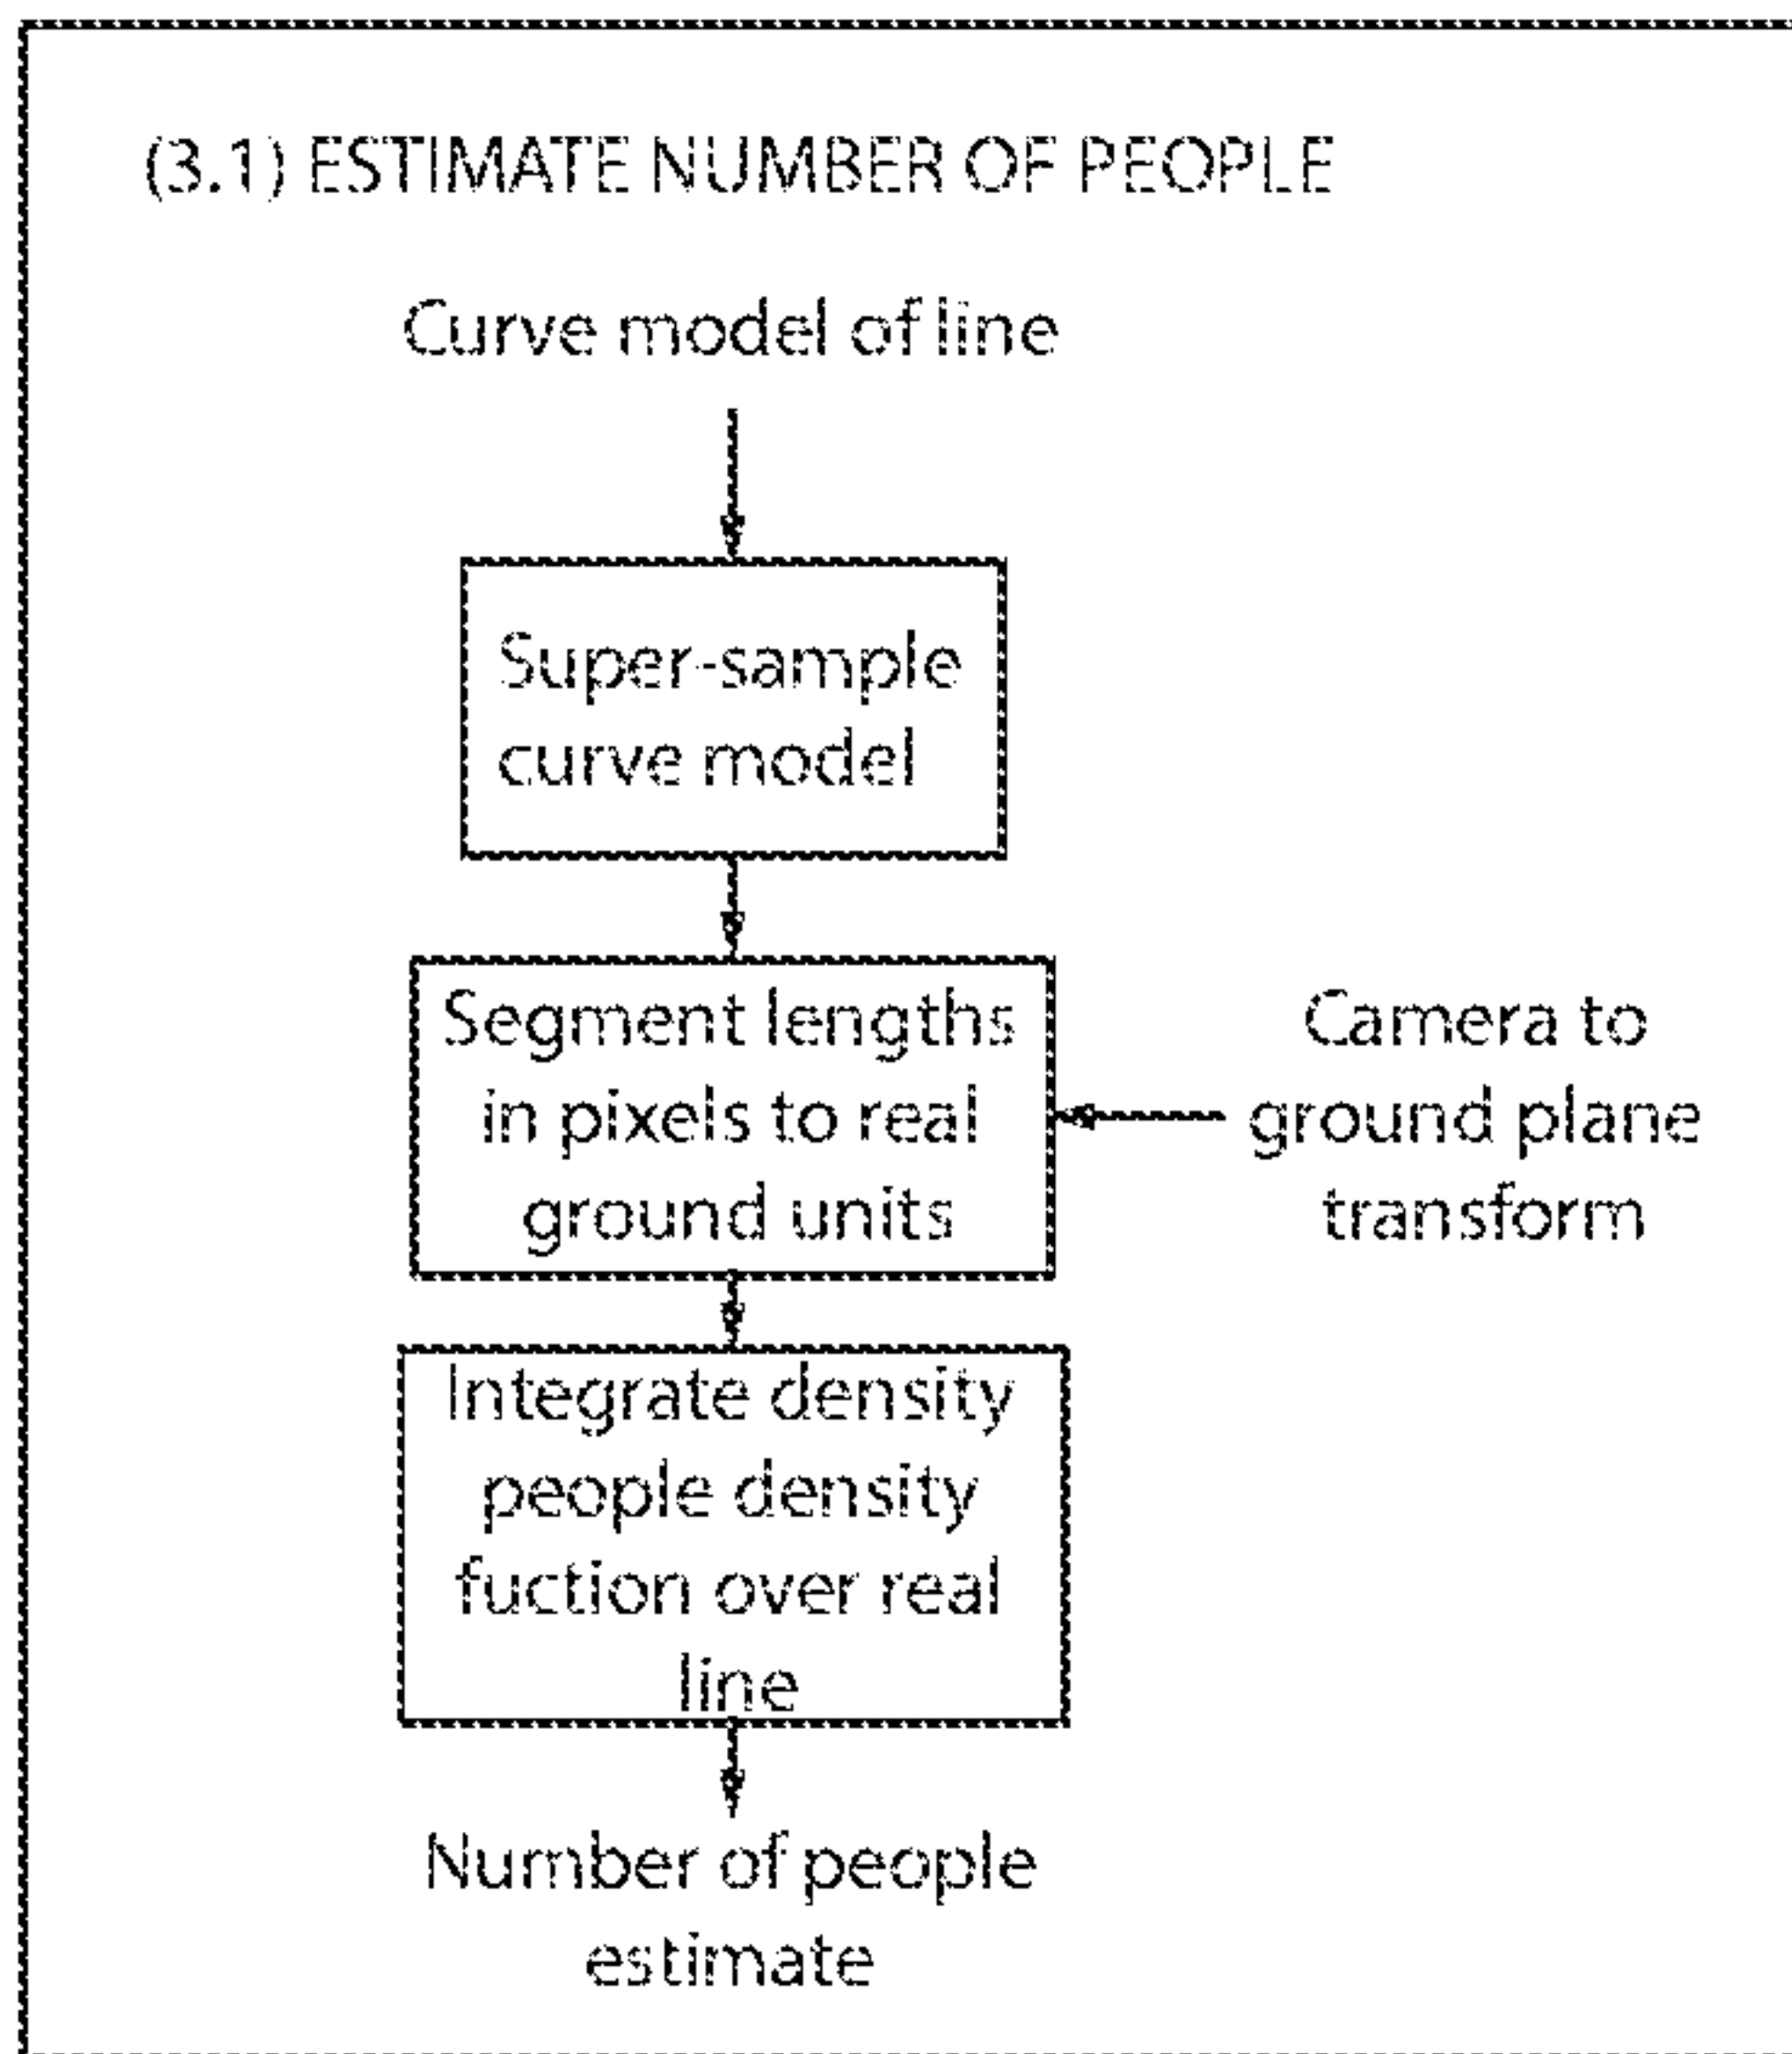 (3.1) ESTIMATE NUMBER OF PEOPLE
Curve model of line
Super-sample
curve model
Segment lengths
in pixels to real
ground units
Camera to
ground plane
transform
Integrate density
people density
fuction over real
line
Number of people
estimate